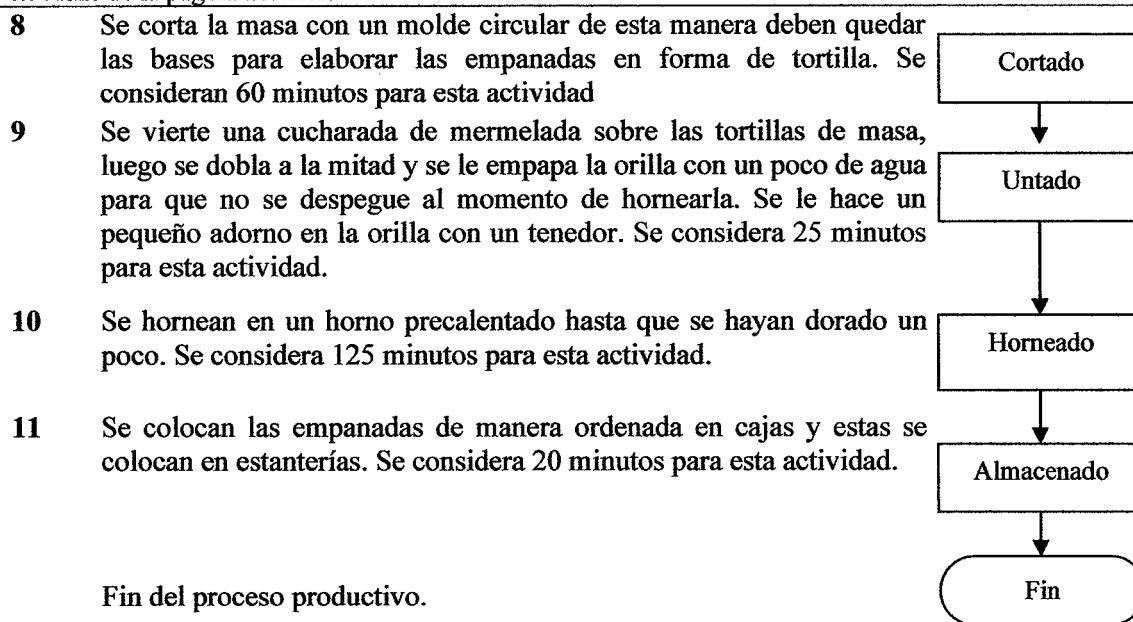 8 Se corta la masa con un molde circular de esta manera deben quedar
las bases para elaborar las empanadas en forma de tortilla. Se
consideran 60 minutos para esta actividad
Cortado
9 Se vierte una cucharada de mermelada sobre las tortillas de masa,
luego se dobla a la mitad y se le empapa la orilla con un poco de agua
para que no se despegue al momento de hornearla. Se le hace un
pequeño adorno en la orilla con un tenedor. Se considera 25 minutos
para esta actividad.
Untado
10 Se hornean en un horno precalentado hasta que se hayan dorado un
poco. Se considera 125 minutos para esta actividad.
Horneado
11 Se colocan las empanadas de manera ordenada en cajas y estas se
colocan en estanterías. Se considera 20 minutos para esta actividad.
Almacenado
Fin del proceso productivo.
Fin